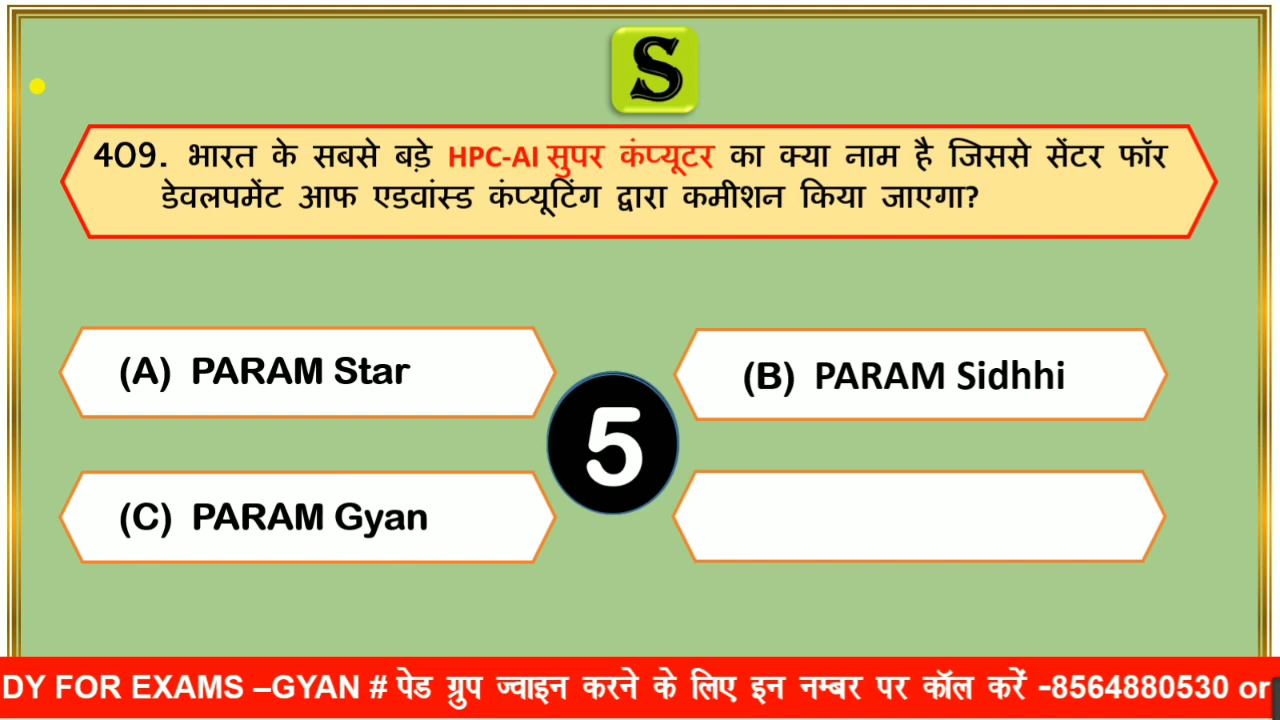 S
409. भारत के सबसे बड़े HPC-AI सुपर कंप्यूटर का क्या नाम है जिससे सेंटर फॉर
डेवलपमेंट आफ एडवांस्ड कंप्यूटिंग द्वारा कमीशन किया जाएगा?
(A) PARAM Star
(B) PARAM Sidhhi
5
(C) PARAM Gyan
DY FOR EXAMS –GYAN # पेड ग्रुप ज्वाइन करने के लिए इन नम्बर पर कॉल करें -8564880530 or